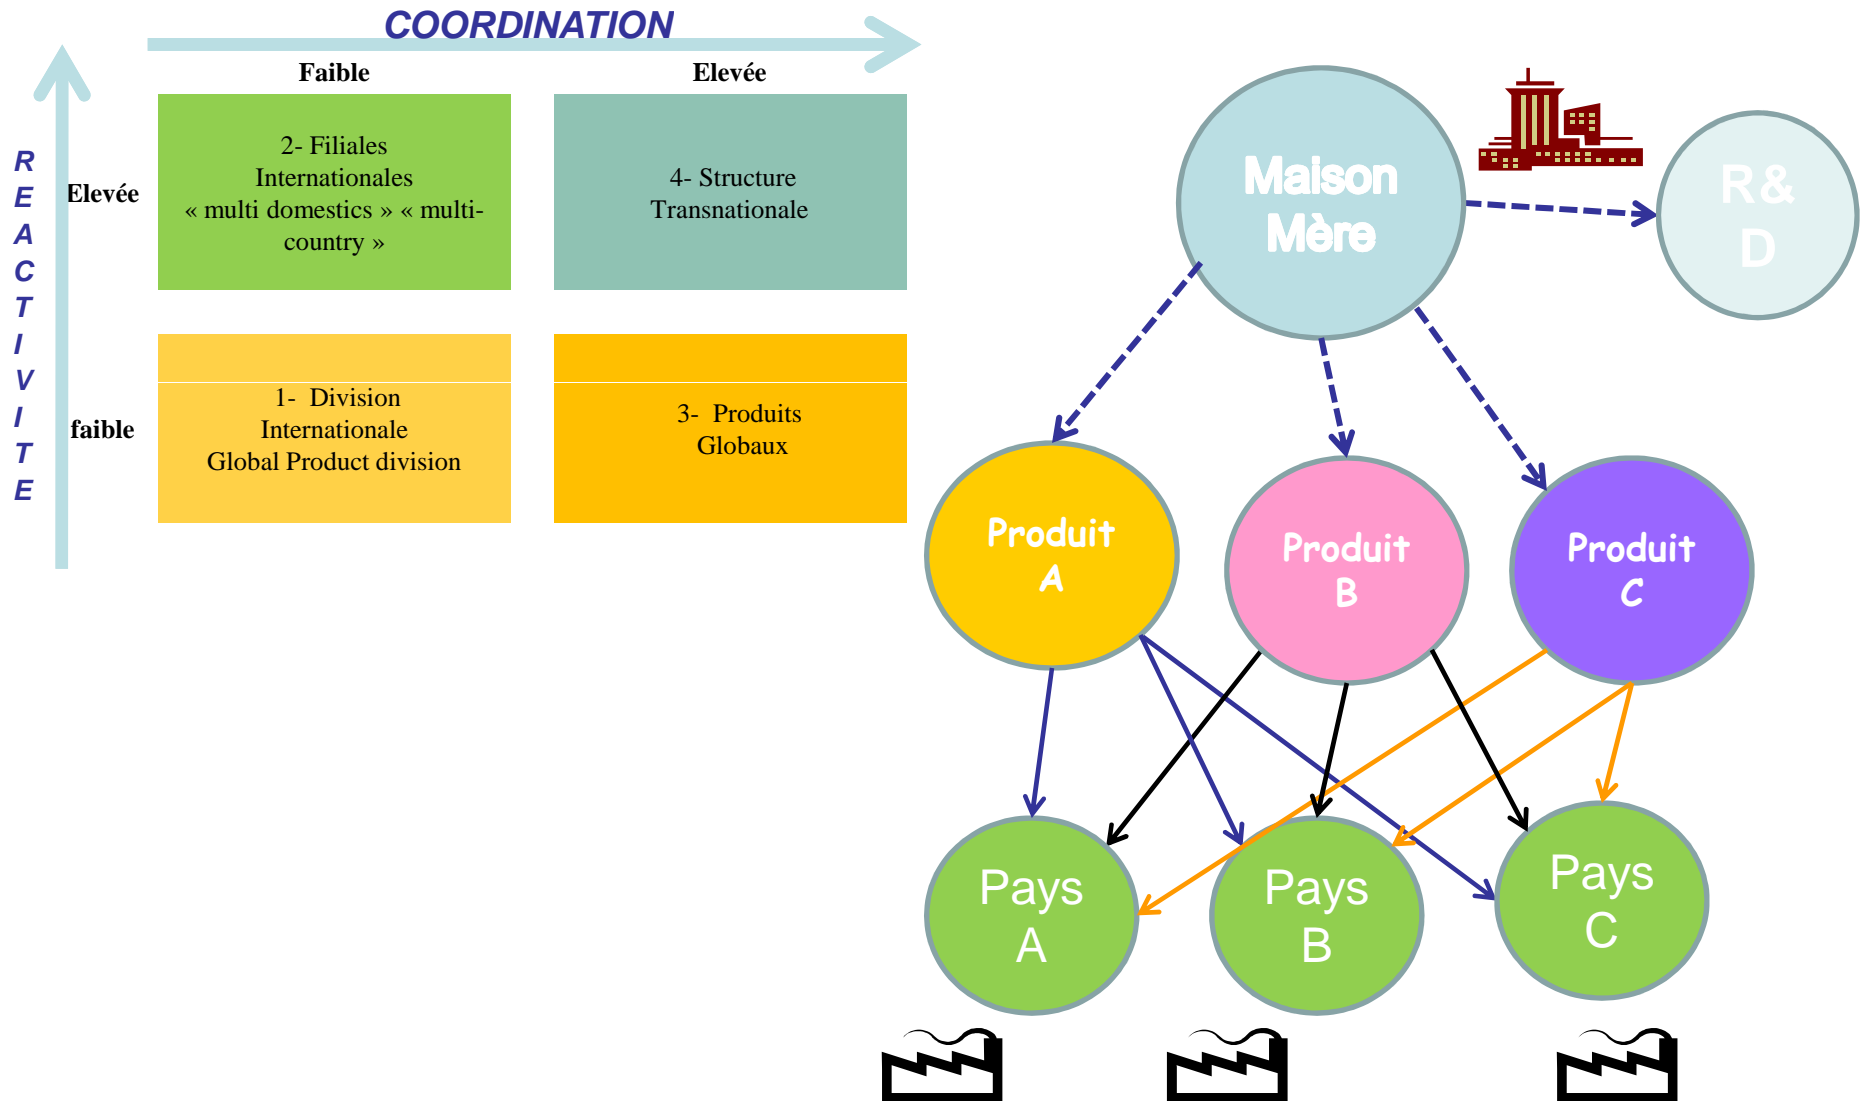 COORDINATION
Faible
Elevée
R
E
A
C
T
I
V
I
T
E
Elevée
2- Filiales
Internationales
« multi domestics » « multi-
country »
4- Structure
Transnationale
faible
1- Division
Internationale
Global Product division
3- Produits
Globaux
Maison
Mère
R&
D
Produit
A
Produit
B
Produit
C
Pays
A
Pays
B
Pays
C